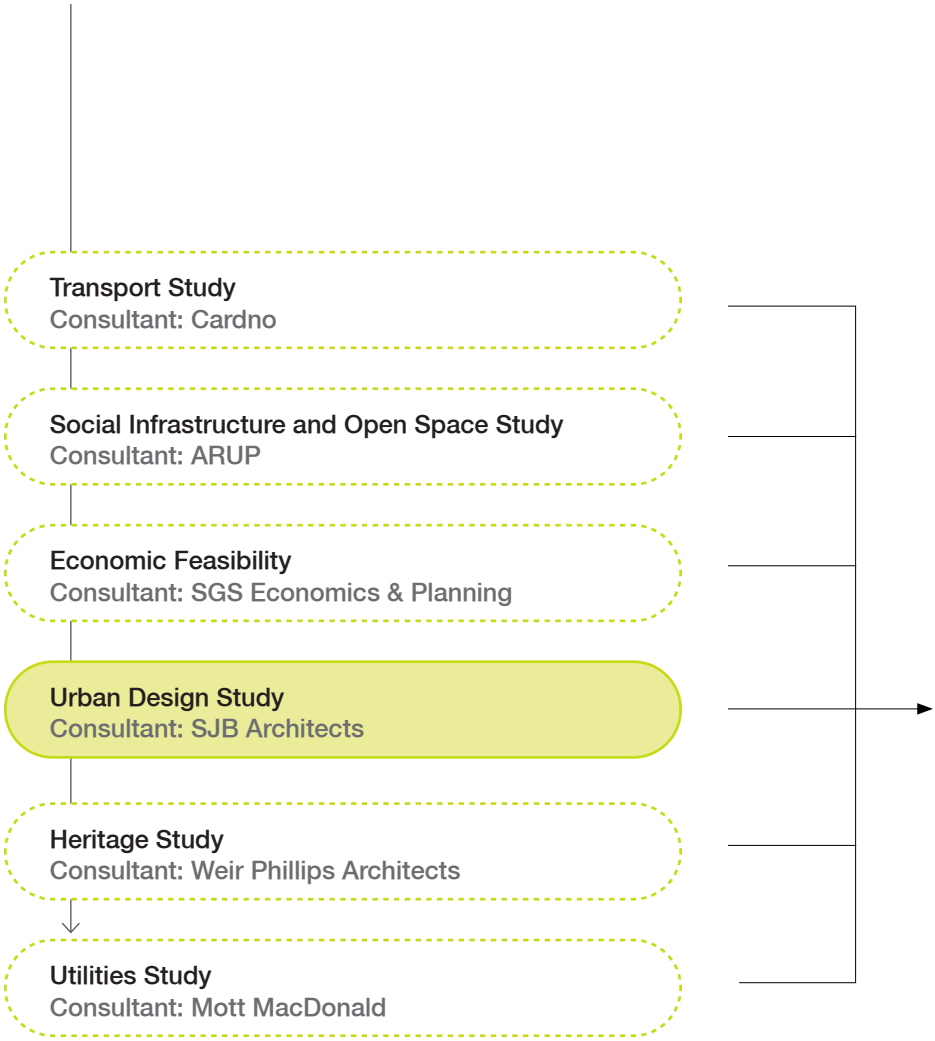 Transport Study
Consultant: Cardno
Social Infrastructure and Open Space Study
Consultant: ARUP
Economic Feasibility
Consultant: SGS Economics & Planning
Urban Design Study
Consultant: SJB Architects
Heritage Study
Consultant: Weir Phillips Architects
Utilities Study
Consultant: Mott MacDonald